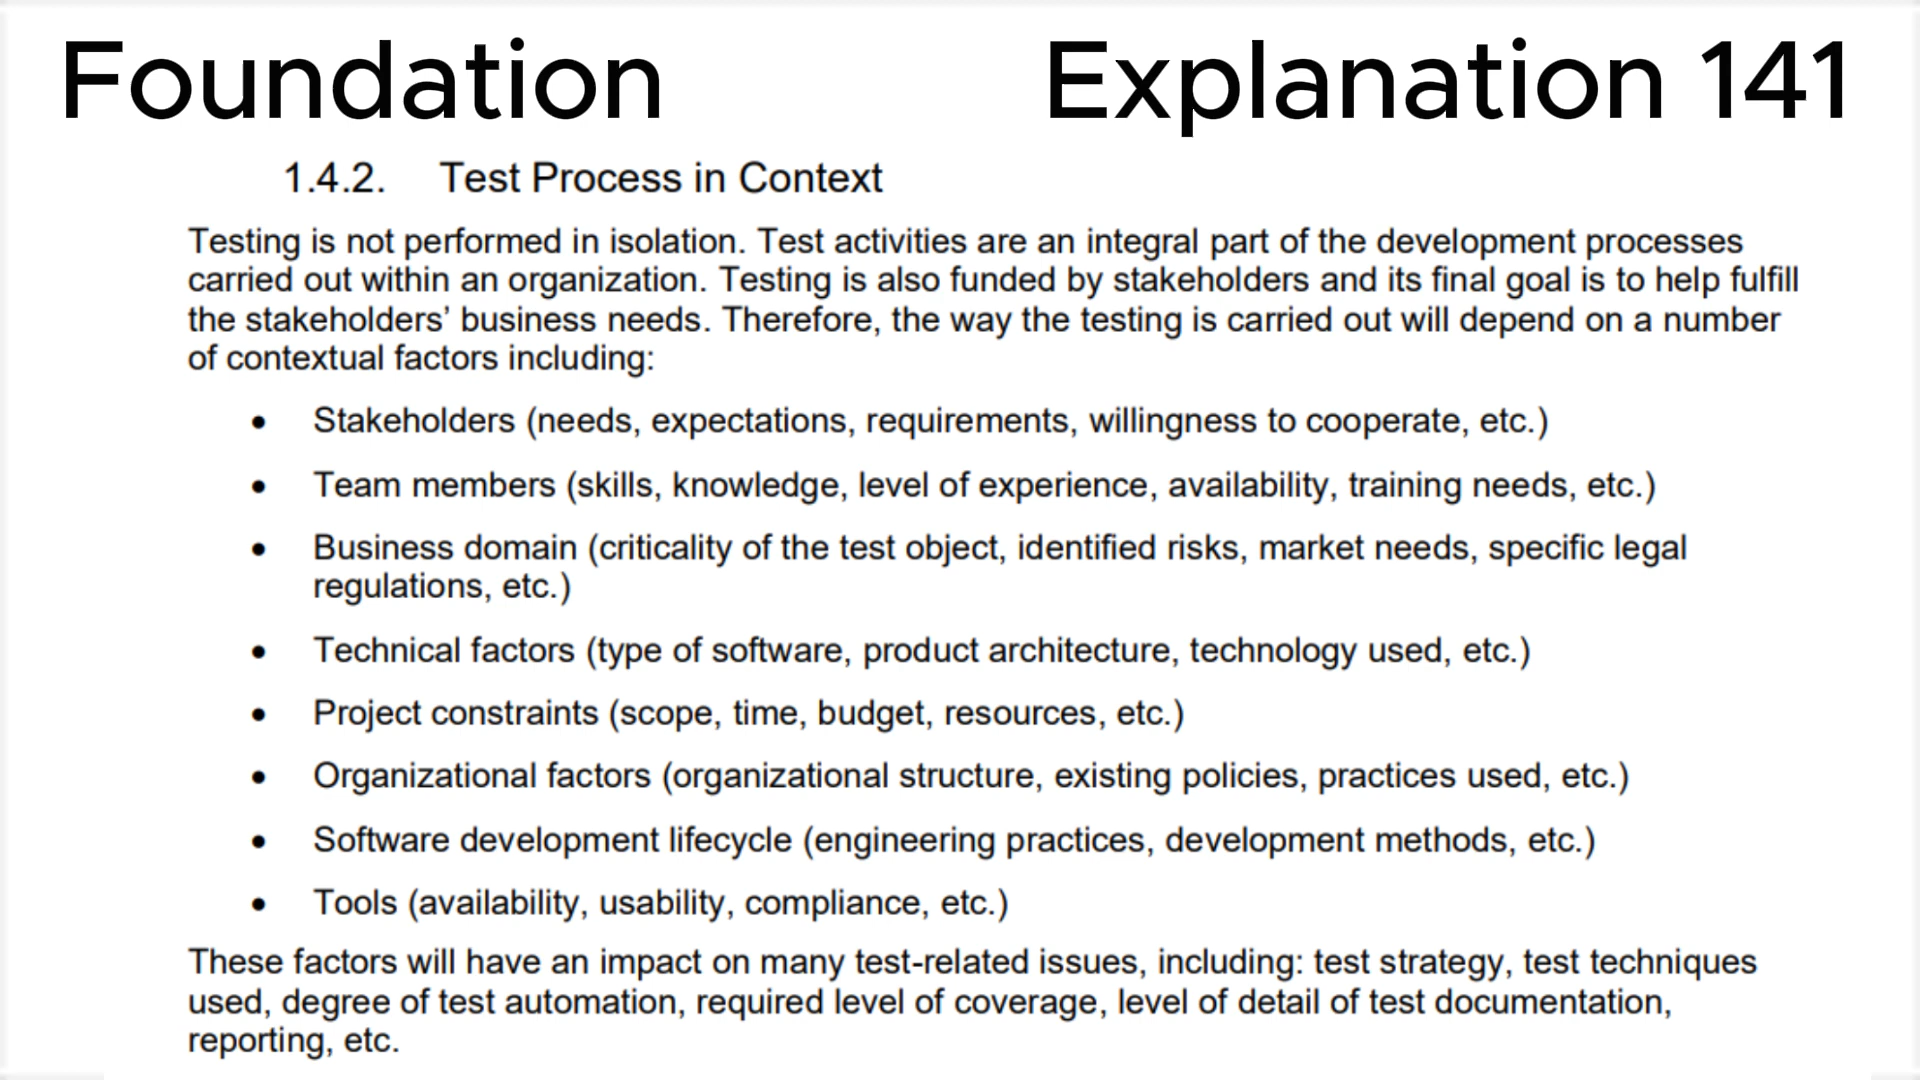 Foundation Explanation 141
1.4.2. Test Process in Context
Testing is not performed in isolation. Test activities are an integral part of the development processes
carried out within an organization. Testing is also funded by stakeholders and its final goal is to help fulfill
the stakeholders’ business needs. Therefore, the way the testing is carried out will depend on a number
of contextual factors including:
• Stakeholders (needs, expectations, requirements, willingness to cooperate, etc.)
• Team members (skills, knowledge, level of experience, availability, training needs, etc.)
• Business domain (criticality of the test object, identified risks, market needs, specific legal
regulations, etc.)
• Technical factors (type of software, product architecture, technology used, etc.)
• Project constraints (scope, time, budget, resources, etc.)
• Organizational factors (organizational structure, existing policies, practices used, etc.)
• Software development lifecycle (engineering practices, development methods, etc.)
• Tools (availability, usability, compliance, etc.)
These factors will have an impact on many test-related issues, including: test strategy, test techniques
used, degree of test automation, required level of coverage, level of detail of test documentation,
reporting, etc.